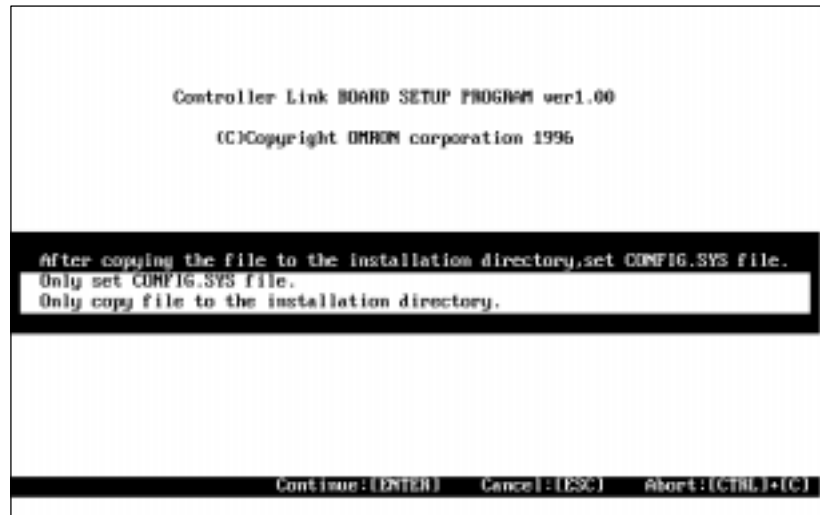 Controller Link BOARD SETUP PROGRAM ver1.00
(C)Copyright OMRON corporation 1996
After copying the file to the installation directory,set CONFIG.SYS file.
Only set CONFIG.SYS file.
Only copy file to the installation directory.
Continue:[ENTER] Cancel:[ESC] Abort:[CTRL]+[C]